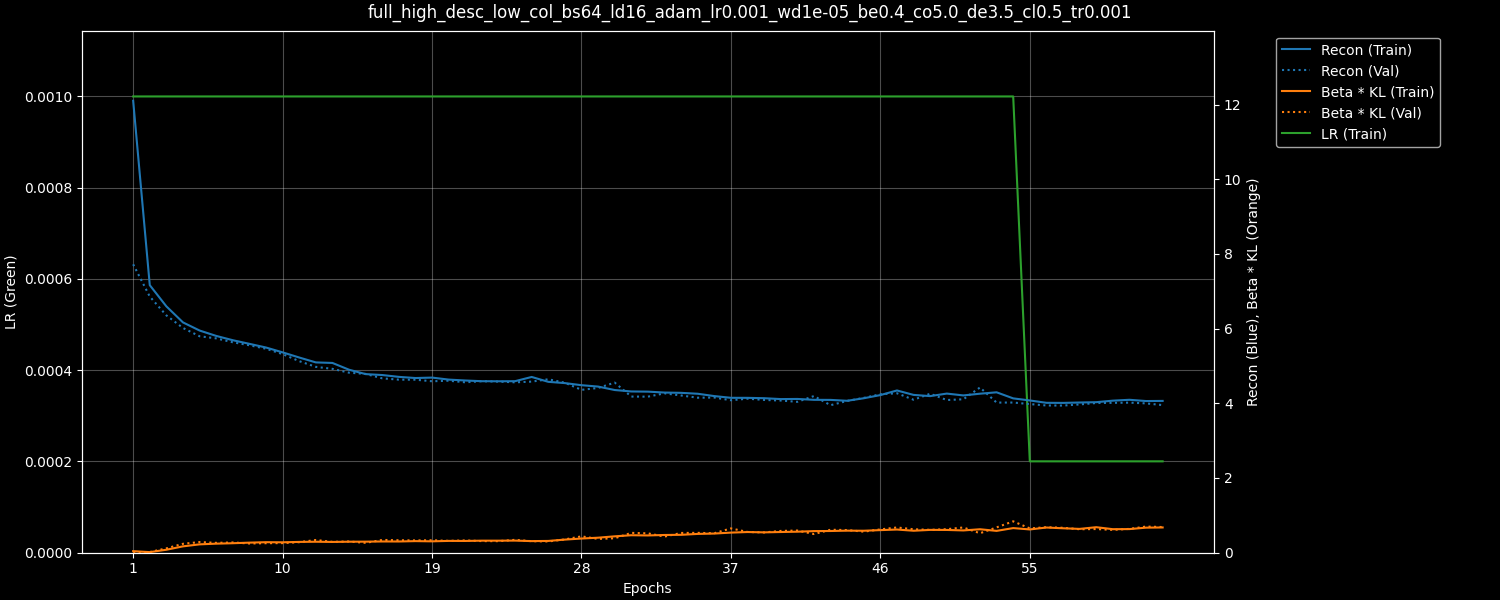 full_high_desc_low_col_bs64_ld16_adam_lr0.001_wd1e-05_be0.4_co5.0_de3.5_cl0.5_tr0.001
LR (Green)
0.0010
0.0008
0.0006
0.0004
0.0002
0.0000
1
10
19
28
37
46
55
Epochs
12
10
8
6
4
2
0
Recon (Blue), Beta * KL (Orange)
Recon (Train)
Recon (Val)
Beta * KL (Train)
Beta * KL (Val)
LR (Train)